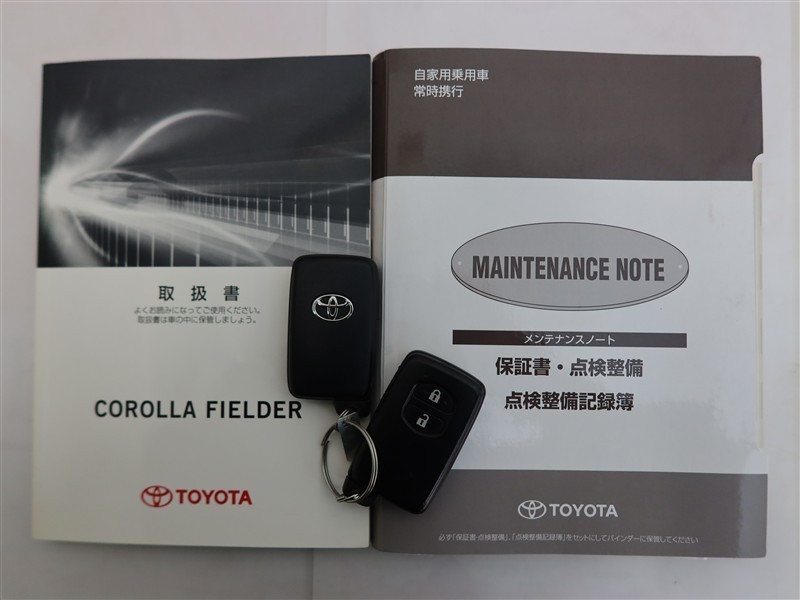 取扱書
よくお読みになってご使用ください。
取扱書は車の中に保管しましょう。
COROLLA FIELDER
TOYOTA
自家用乗用車
常時携行
MAINTENANCE NOTE
メンテナンスノート
保証書・点検整備
点検整備記録簿
TOYOTA
必ず「保証書・点検整備」、「点検整備記録簿」をセットにしてバインダーに保管してください